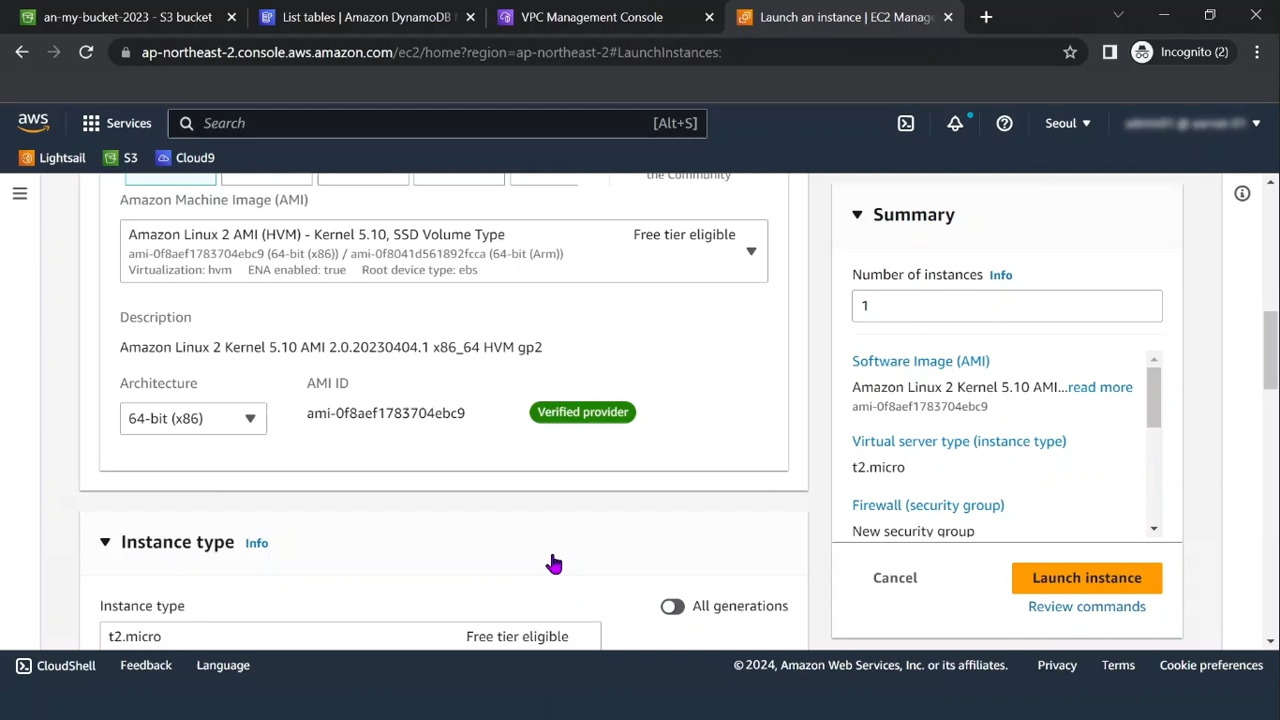 an-my-bucket-2023 - S3 bucket
List tables | Amazon DynamoDB
VPC Management Console
Launch an instance | EC2 Manag
ap-northeast-2.console.aws.amazon.com/ec2/home?region=ap-northeast-2#LaunchInstances:
Incognito (2)
aws
Services
Search
[Alt+S]
Seoul
Lightsail
S3
Cloud9
the Community
Amazon Machine Image (AMI)
Amazon Linux 2 AMI (HVM) - Kernel 5.10, SSD Volume Type
Free tier eligible
ami-0f8aef1783704ebc9 (64-bit (x86)) / ami-0f8041d561892fcca (64-bit (Arm))
Virtualization: hvm ENA enabled: true Root device type: ebs
Description
Amazon Linux 2 Kernel 5.10 AMI 2.0.20230404.1 x86_64 HVM gp2
Architecture
AMI ID
64-bit (x86)
ami-0f8aef1783704ebc9
Verified provider
Instance type Info
Instance type
All generations
t2.micro
Free tier eligible
Summary
Number of instances Info
1
Software Image (AMI)
Amazon Linux 2 Kernel 5.10 AMI...read more
ami-0f8aef1783704ebc9
Virtual server type (instance type)
t2.micro
Firewall (security group)
New security group
Cancel
Launch instance
Review commands
CloudShell
Feedback
Language
© 2024, Amazon Web Services, Inc. or its affiliates.
Privacy
Terms
Cookie preferences